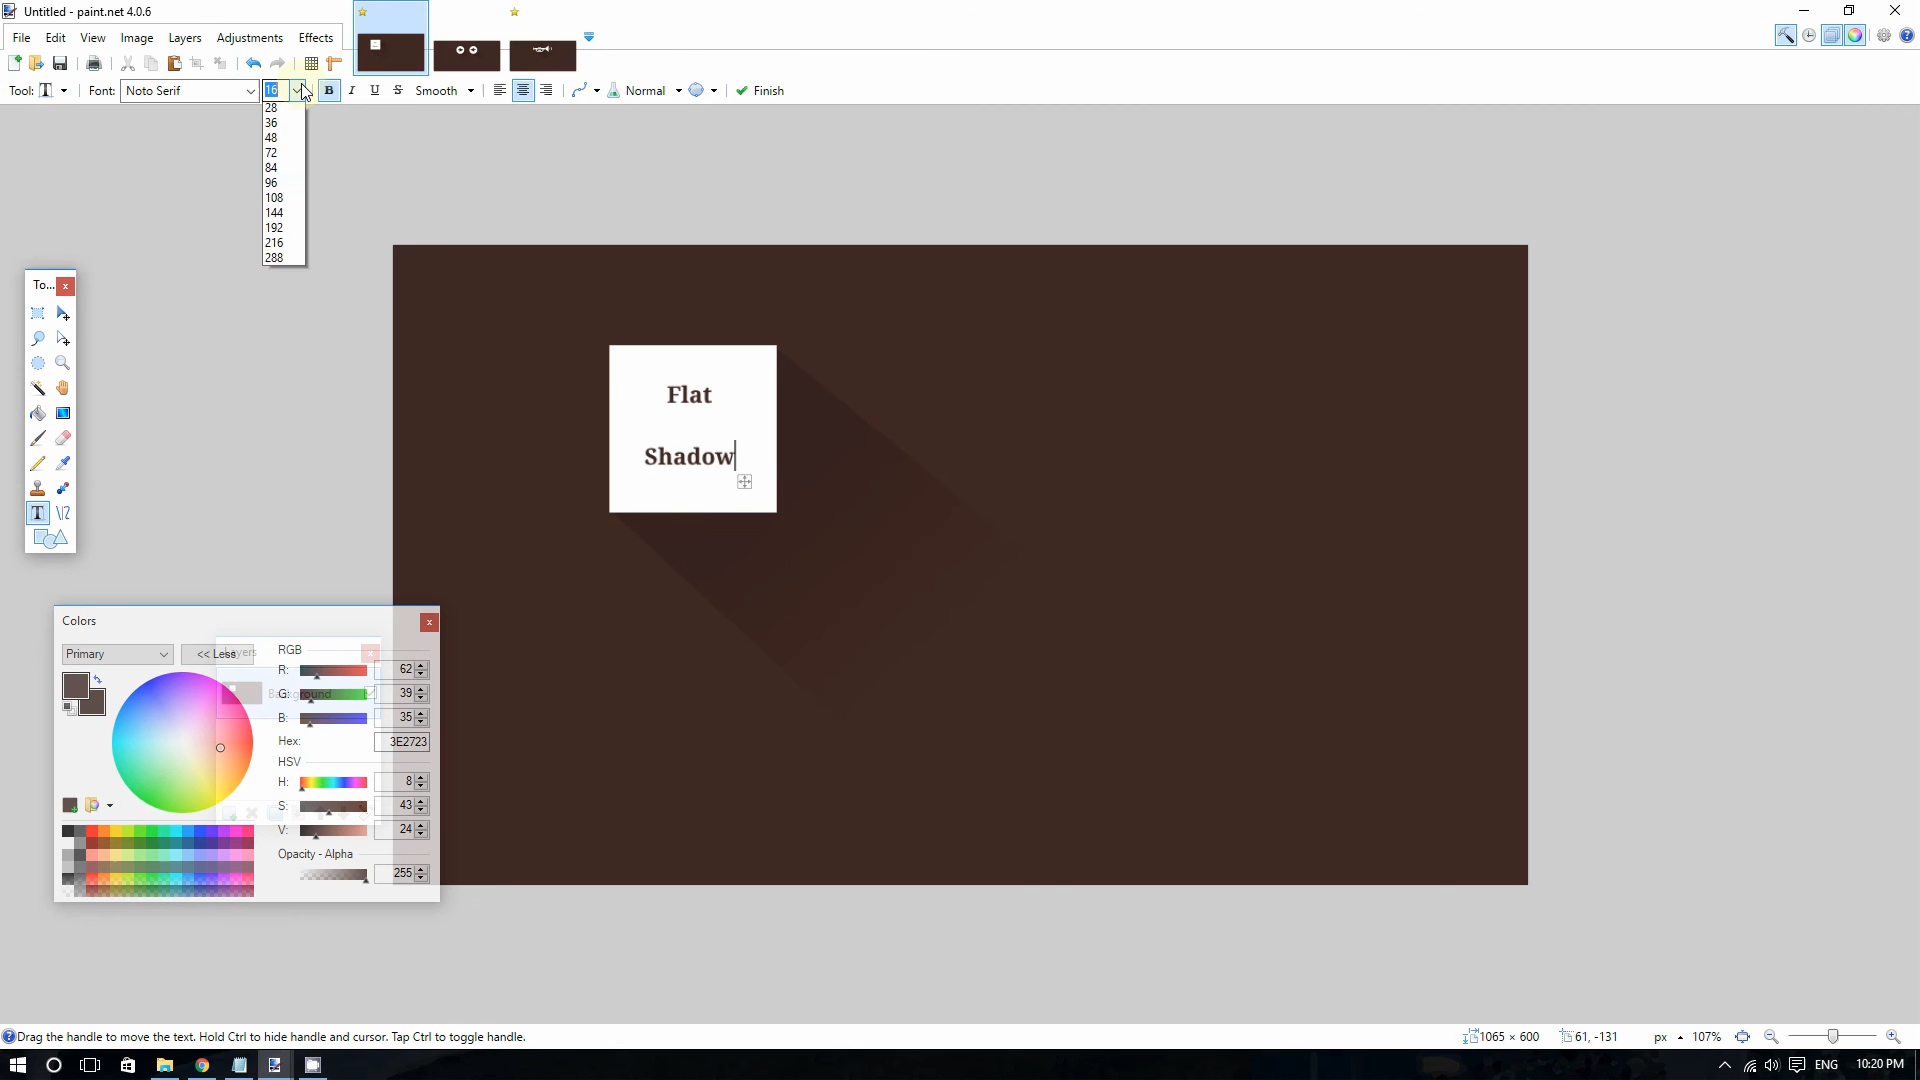 Untitled - paint.net 4.0.6
File Edit View Image Layers Adjustments Effects
Tool: T Font: Noto Serif 16 B I U S Smooth Normal Finish
28
36
48
72
84
96
108
144
192
216
288
To...
Flat
Shadow
Colors
Primary << Less
Layers
Background
RGB
R: 62
G: 39
B: 35
Hex: 3E2723
HSV
H: 8
S: 43
V: 24
Opacity - Alpha
255
Drag the handle to move the text. Hold Ctrl to hide handle and cursor. Tap Ctrl to toggle handle.
1065 × 600 61, -131 px 107%
ENG 10:20 PM